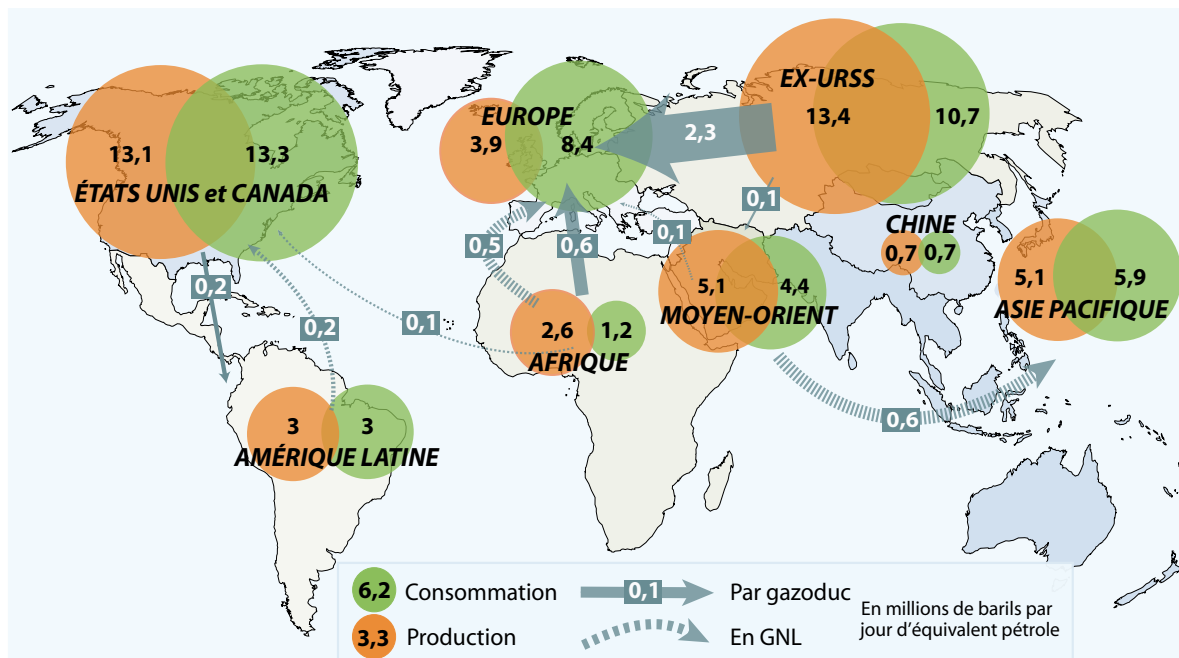 EX-URSS
13,4
10,7
EUROPE
3,9
8,4
2,3
13,1
13,3
ÉTATS UNIS et CANADA
0,1
CHINE
0,7
0,7
0,5
0,6
0,1
5,1
4,4
MOYEN-ORIENT
5,1
5,9
ASIE PACIFIQUE
0,2
0,2
0,1
2,6
1,2
AFRIQUE
0,6
3
3
AMÉRIQUE LATINE
6,2 Consommation
0,1 Par gazoduc
3,3 Production
En GNL
En millions de barils par
jour d'équivalent pétrole